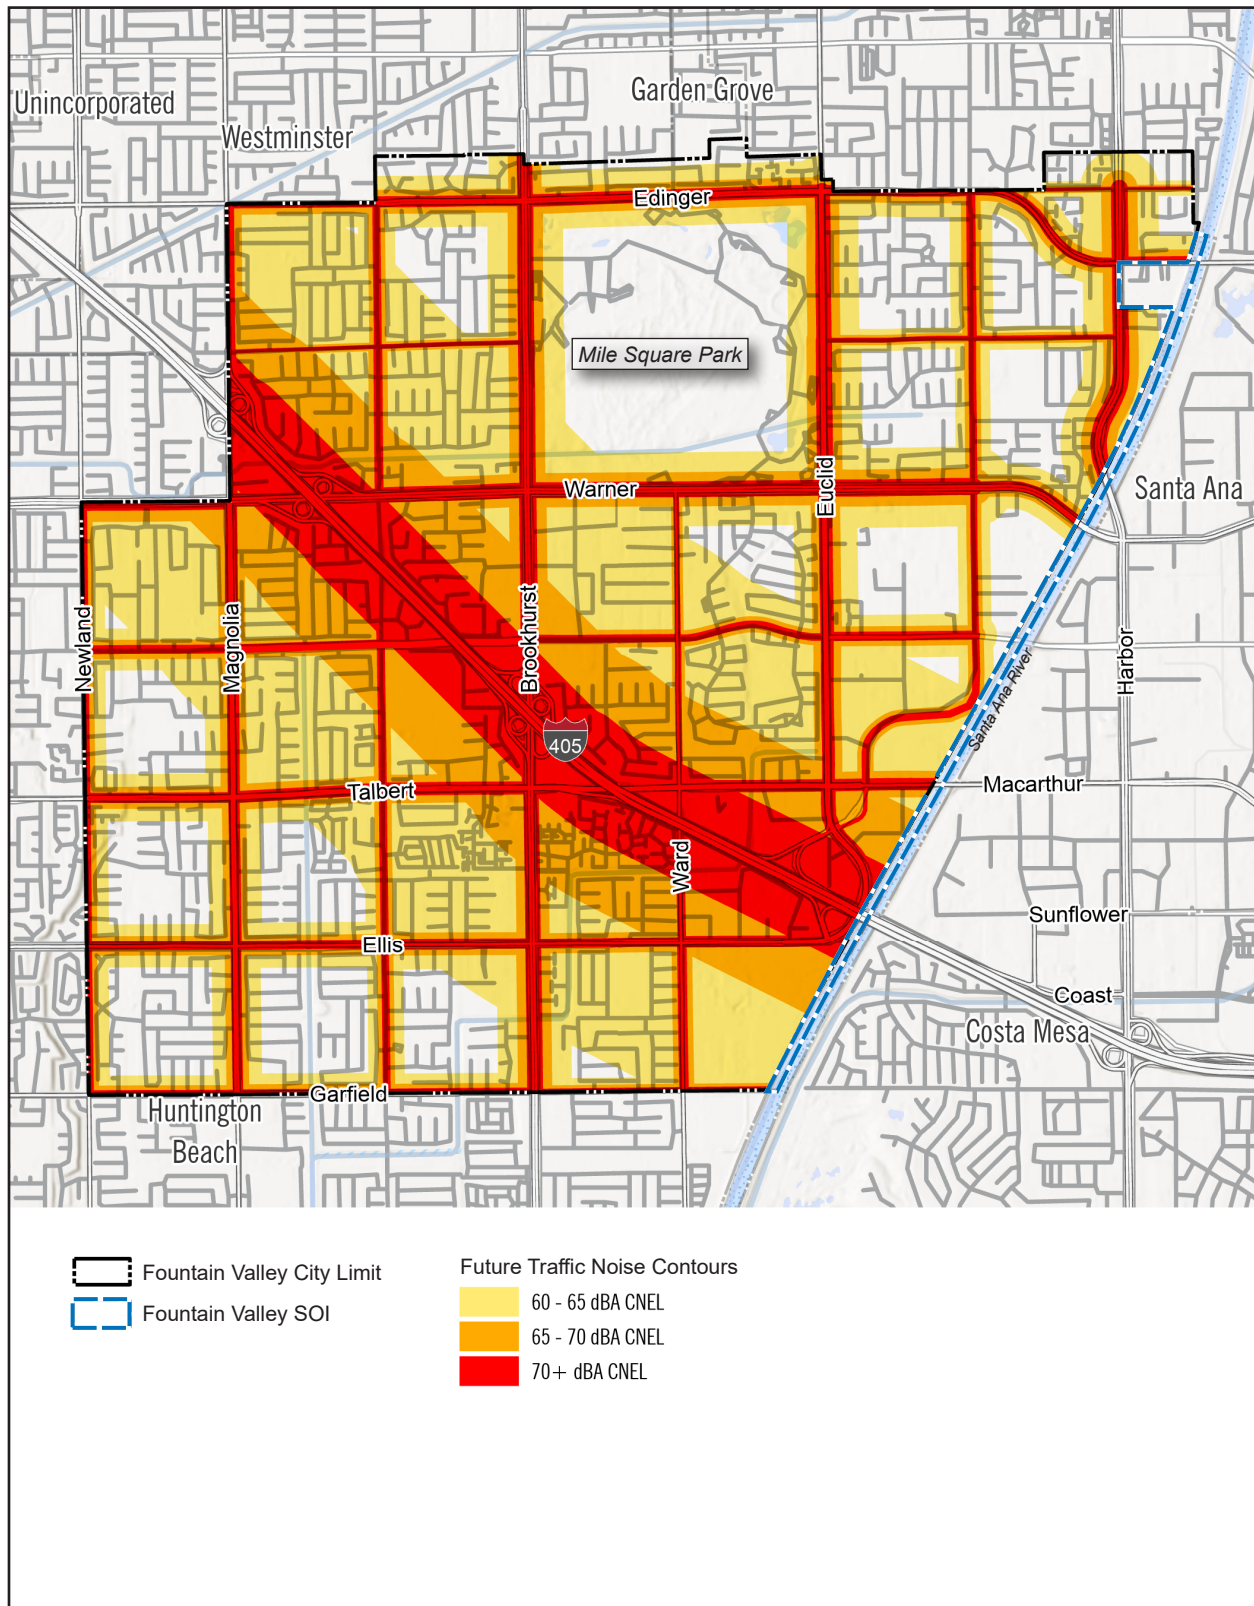 Garden Grove
Unincorporated
Westminster
Edinger
Mile Square Park
Euclid
Warner
Santa Ana
Newland
Magnolia
Brookhurst
Harbor
Santa Ana River
405
Talbert
Macarthur
Ward
Sunflower
Ellis
Coast
Costa Mesa
Garfield
Huntington
Beach
Fountain Valley City Limit
Fountain Valley SOI
Future Traffic Noise Contours
60 - 65 dBA CNEL
65 - 70 dBA CNEL
70+ dBA CNEL